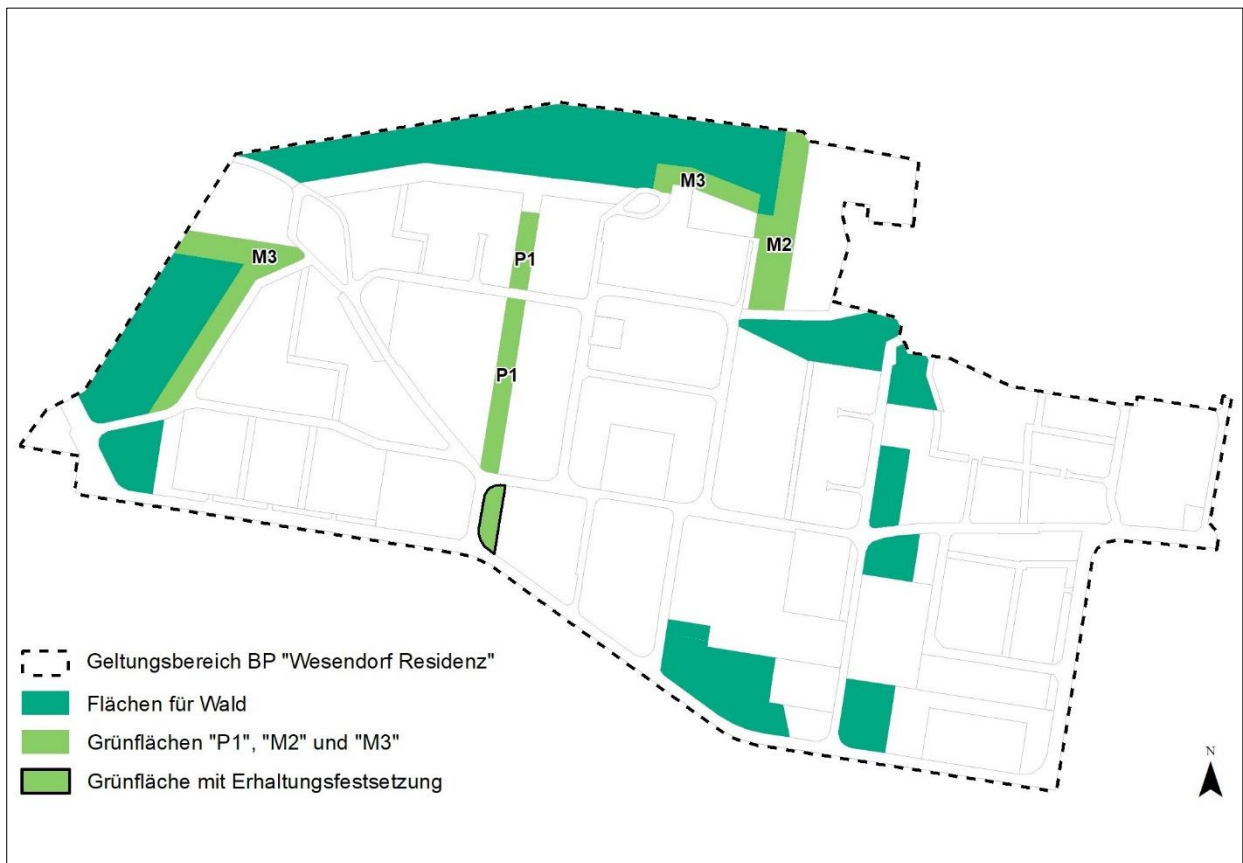 M3
M2
M3
P1
P1
Geltungsbereich BP "Wesendorf Residenz"
Flächen für Wald
Grünflächen "P1", "M2" und "M3"
Grünfläche mit Erhaltungsfestsetzung
N